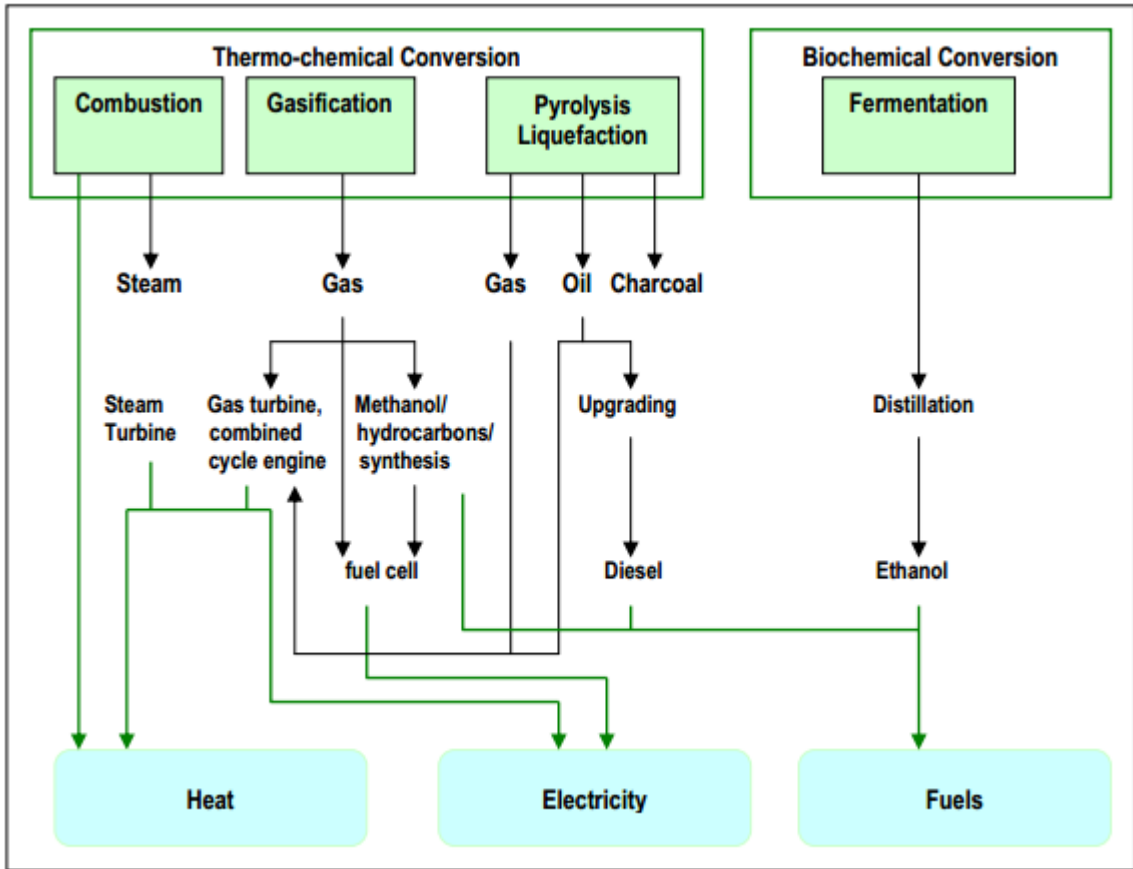 Thermo-chemical Conversion
Biochemical Conversion
Combustion
Gasification
Pyrolysis
Liquefaction
Fermentation
Steam
Gas
Gas
Oil
Charcoal
Steam
Turbine
Gas turbine,
combined
cycle engine
Methanol/
hydrocarbons/
synthesis
Upgrading
Distillation
fuel cell
Diesel
Ethanol
Heat
Electricity
Fuels